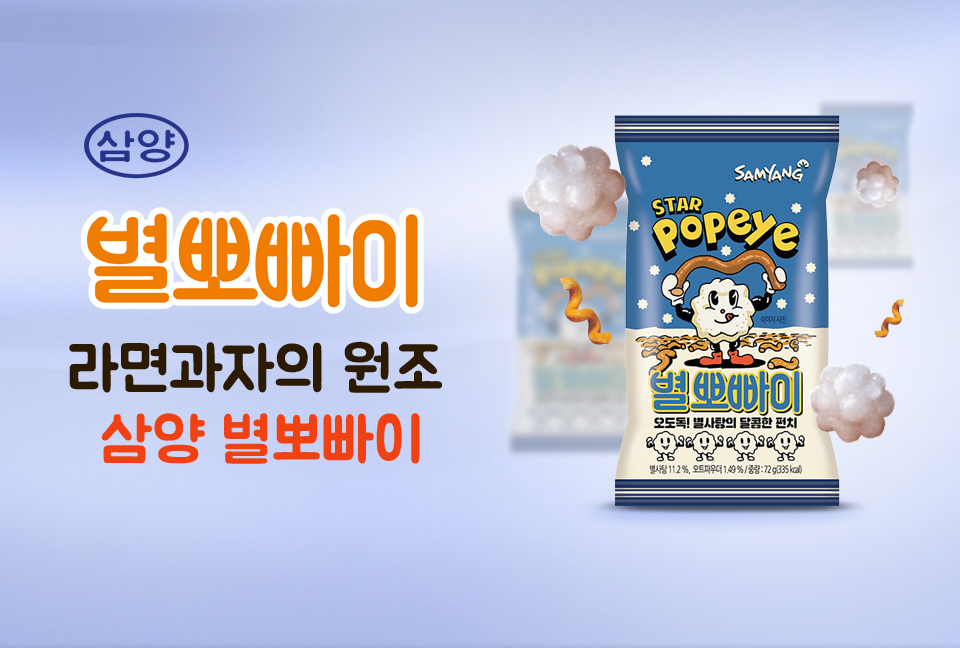 삼양
별뽀빠이
라면과자의 원조
삼양 별뽀빠이
SAMYANG
STAR
POPEYE
이미지 사진
별뽀빠이
오도독! 별사탕의 달콤한 펀치
별사탕 11.2 %, 오트파우더 1.49 % / 중량 : 72 g(335 kcal)